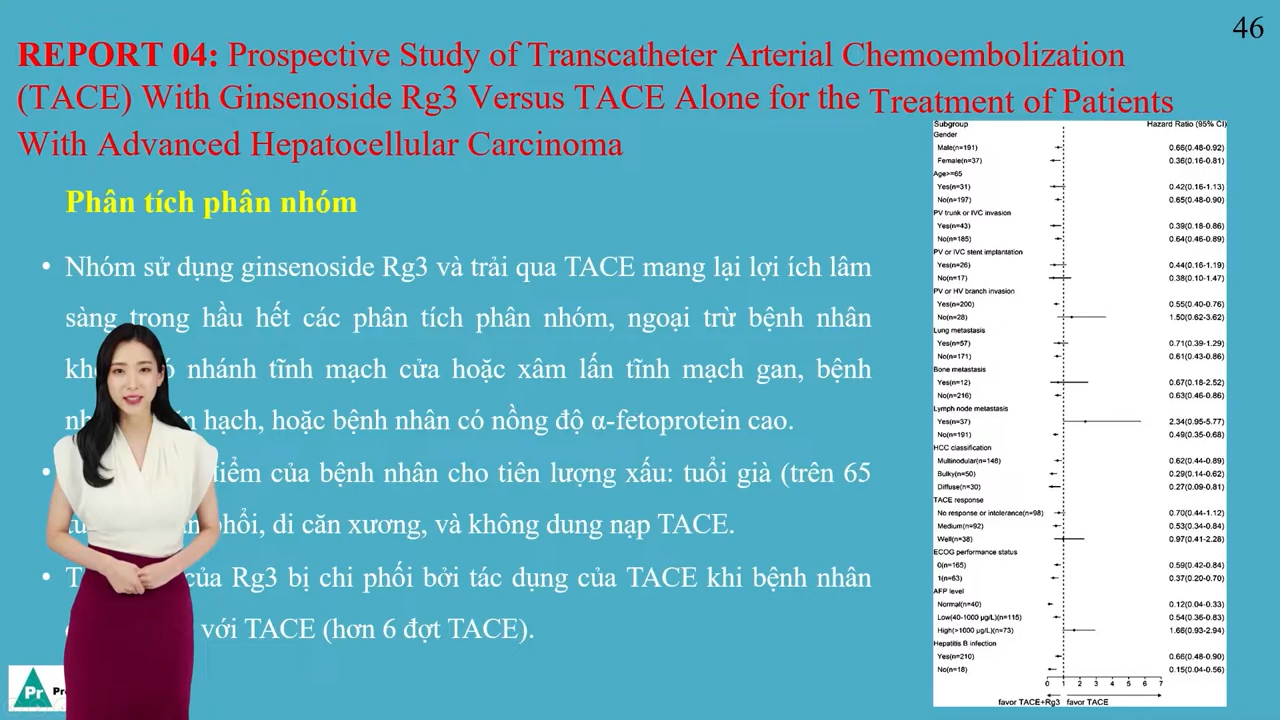 46
REPORT 04: Prospective Study of Transcatheter Arterial Chemoembolization
(TACE) With Ginsenoside Rg3 Versus TACE Alone for the Treatment of Patients
With Advanced Hepatocellular Carcinoma
Phân tích phân nhóm
• Nhóm sử dụng ginsenoside Rg3 và trải qua TACE mang lại lợi ích lâm
sàng trong hầu hết các phân tích phân nhóm, ngoại trừ bệnh nhân
nhánh tĩnh mạch cửa hoặc xâm lấn tĩnh mạch gan, bệnh
hạch, hoặc bệnh nhân có nồng độ α-fetoprotein cao.
• của bệnh nhân cho tiên lượng xấu: tuổi già (trên 65
phổi, di căn xương, và không dung nạp TACE.
• của Rg3 bị chi phối bởi tác dụng của TACE khi bệnh nhân
với TACE (hơn 6 đợt TACE).
Pr
Subgroup Hazard Ratio (95% CI)
Gender
Male(n=191) 0.66(0.48-0.92)
Female(n=37) 0.36(0.16-0.81)
Age>=65
Yes(n=31) 0.42(0.16-1.13)
No(n=197) 0.65(0.48-0.90)
PV trunk or IVC invasion
Yes(n=43) 0.39(0.18-0.86)
No(n=185) 0.64(0.46-0.89)
PV or IVC stent implantation
Yes(n=26) 0.44(0.16-1.19)
No(n=17) 0.38(0.10-1.47)
PV or HV branch invasion
Yes(n=200) 0.55(0.40-0.76)
No(n=28) 1.50(0.62-3.62)
Lung metastasis
Yes(n=57) 0.71(0.39-1.29)
No(n=171) 0.61(0.43-0.86)
Bone metastasis
Yes(n=12) 0.67(0.18-2.52)
No(n=216) 0.63(0.46-0.86)
Lymph node metastasis
Yes(n=37) 2.34(0.95-5.77)
No(n=191) 0.49(0.35-0.68)
HCC classification
Multinodular(n=148) 0.62(0.44-0.89)
Bulky(n=50) 0.29(0.14-0.62)
Diffuse(n=30) 0.27(0.09-0.81)
TACE response
No response or intolerance(n=98) 0.70(0.44-1.12)
Medium(n=92) 0.53(0.34-0.84)
Well(n=38) 0.97(0.41-2.28)
ECOG performance status
0(n=165) 0.59(0.42-0.84)
1(n=63) 0.37(0.20-0.70)
AFP level
Normal(n=40) 0.12(0.04-0.33)
Low(40-1000 µg/L)(n=115) 0.54(0.36-0.83)
High(>1000 µg/L)(n=73) 1.66(0.93-2.94)
Hepatitis B infection
Yes(n=210) 0.66(0.48-0.90)
No(n=18) 0.15(0.04-0.56)
0 1 2 3 4 5 6 7
favor TACE+Rg3 favor TACE